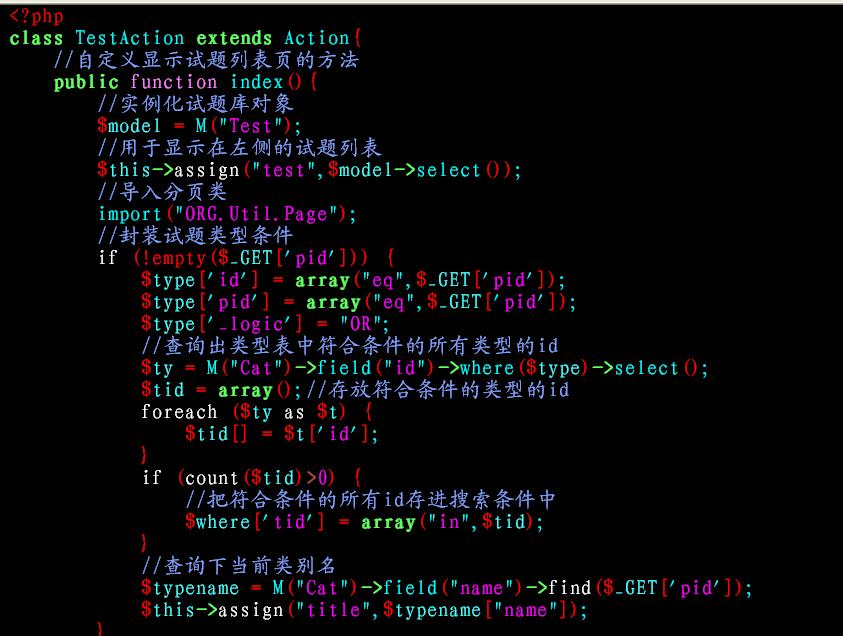 <?php
class TestAction extends Action{
    //自定义显示试题列表页的方法
    public function index(){
        //实例化试题库对象
        $model = M("Test");
        //用于显示在左侧的试题列表
        $this->assign("test",$model->select());
        //导入分页类
        import("ORG.Util.Page");
        //封装试题类型条件
        if (!empty($_GET['pid'])) {
            $type['id'] = array("eq",$_GET['pid']);
            $type['pid'] = array("eq",$_GET['pid']);
            $type['_logic'] = "OR";
            //查询出类型表中符合条件的所有类型的id
            $ty = M("Cat")->field("id")->where($type)->select();
            $tid = array();//存放符合条件的类型的id
            foreach ($ty as $t) {
                $tid[] = $t['id'];
            }
            if (count($tid)>0) {
                //把符合条件的所有id存进搜索条件中
                $where['tid'] = array("in",$tid);
            }
            //查询下当前类别名
            $typename = M("Cat")->field("name")->find($_GET['pid']);
            $this->assign("title",$typename["name"]);
        }